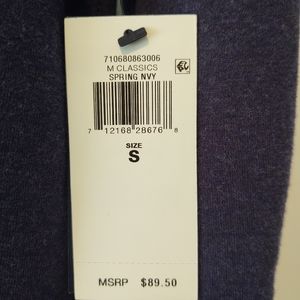 710680863006
M CLASSICS
SPRING NVY
7 12168 28676 8
SIZE
S
MSRP $89.50